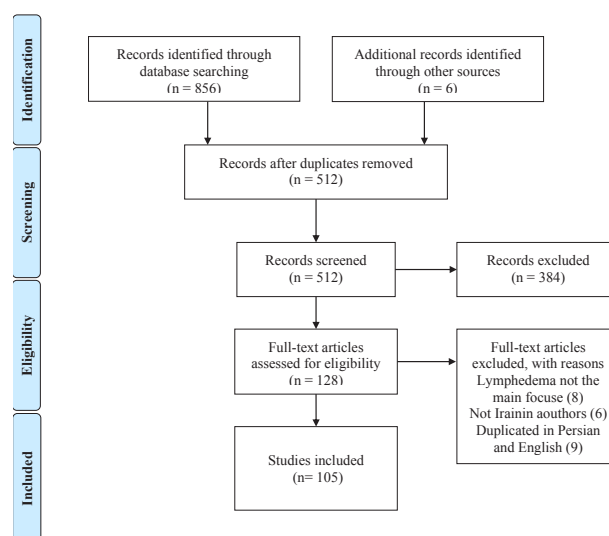 Identification
Records identified through
database searching
(n = 856)
Additional records identified
through other sources
(n = 6)
Records after duplicates removed
(n = 512)
Screening
Records screened
(n = 512)
Records excluded
(n = 384)
Eligibility
Full-text articles
assessed for eligibility
(n = 128)
Full-text articles
excluded, with reasons
Lymphedema not the
main focuse (8)
Not Irainin aouthors (6)
Duplicated in Persian
and English (9)
Included
Studies included
(n= 105)